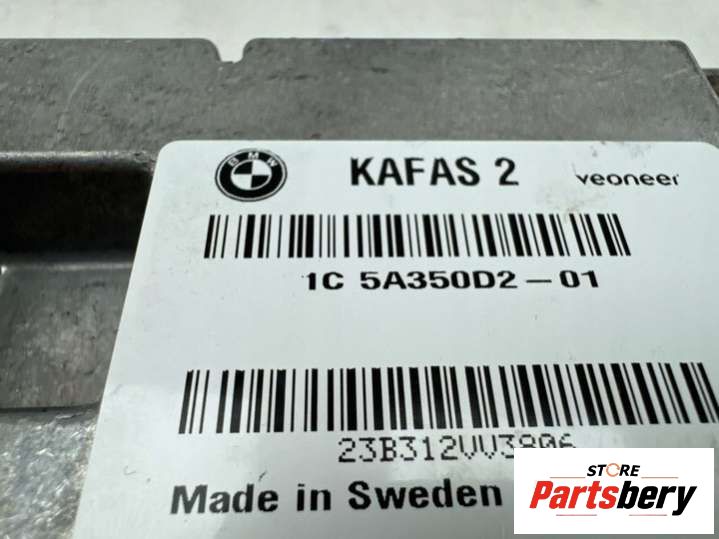 BMW KAFAS 2 veoneer
1C 5A350D2-01
23B312VV3806
Made in Sweden
STORE
Partsbery